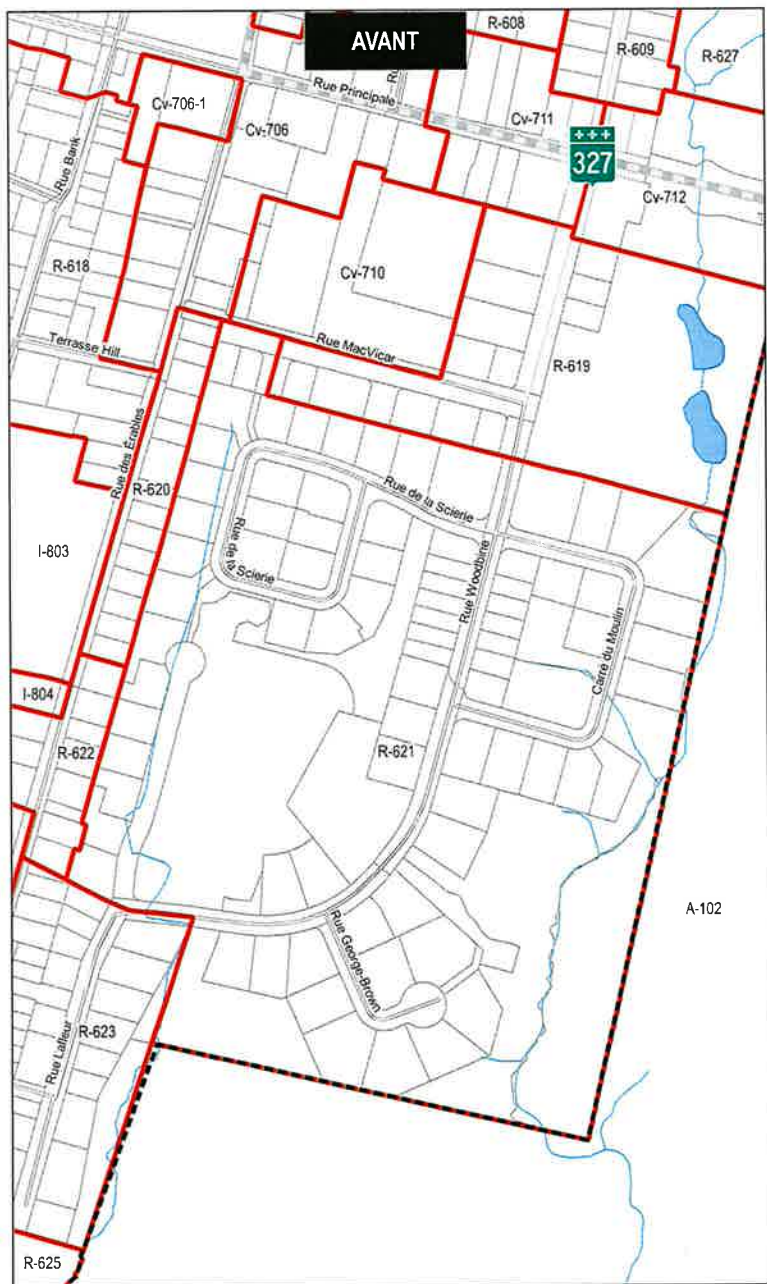 AVANT
R-608
R-609
R-627
Cv-706-1
Rue Principale
Cv-706
Cv-711
327
Cv-712
Rue Bank
R-618
Cv-710
Terrasse Hill
Rue MacVicar
R-619
Rue des Érables
R-620
Rue de la Scierie
Rue de
la Scierie
I-803
Rue Woodbine
Carré du Moulin
I-804
R-622
R-621
A-102
Rue George-Brown
R-623
Rue Lafleur
R-625